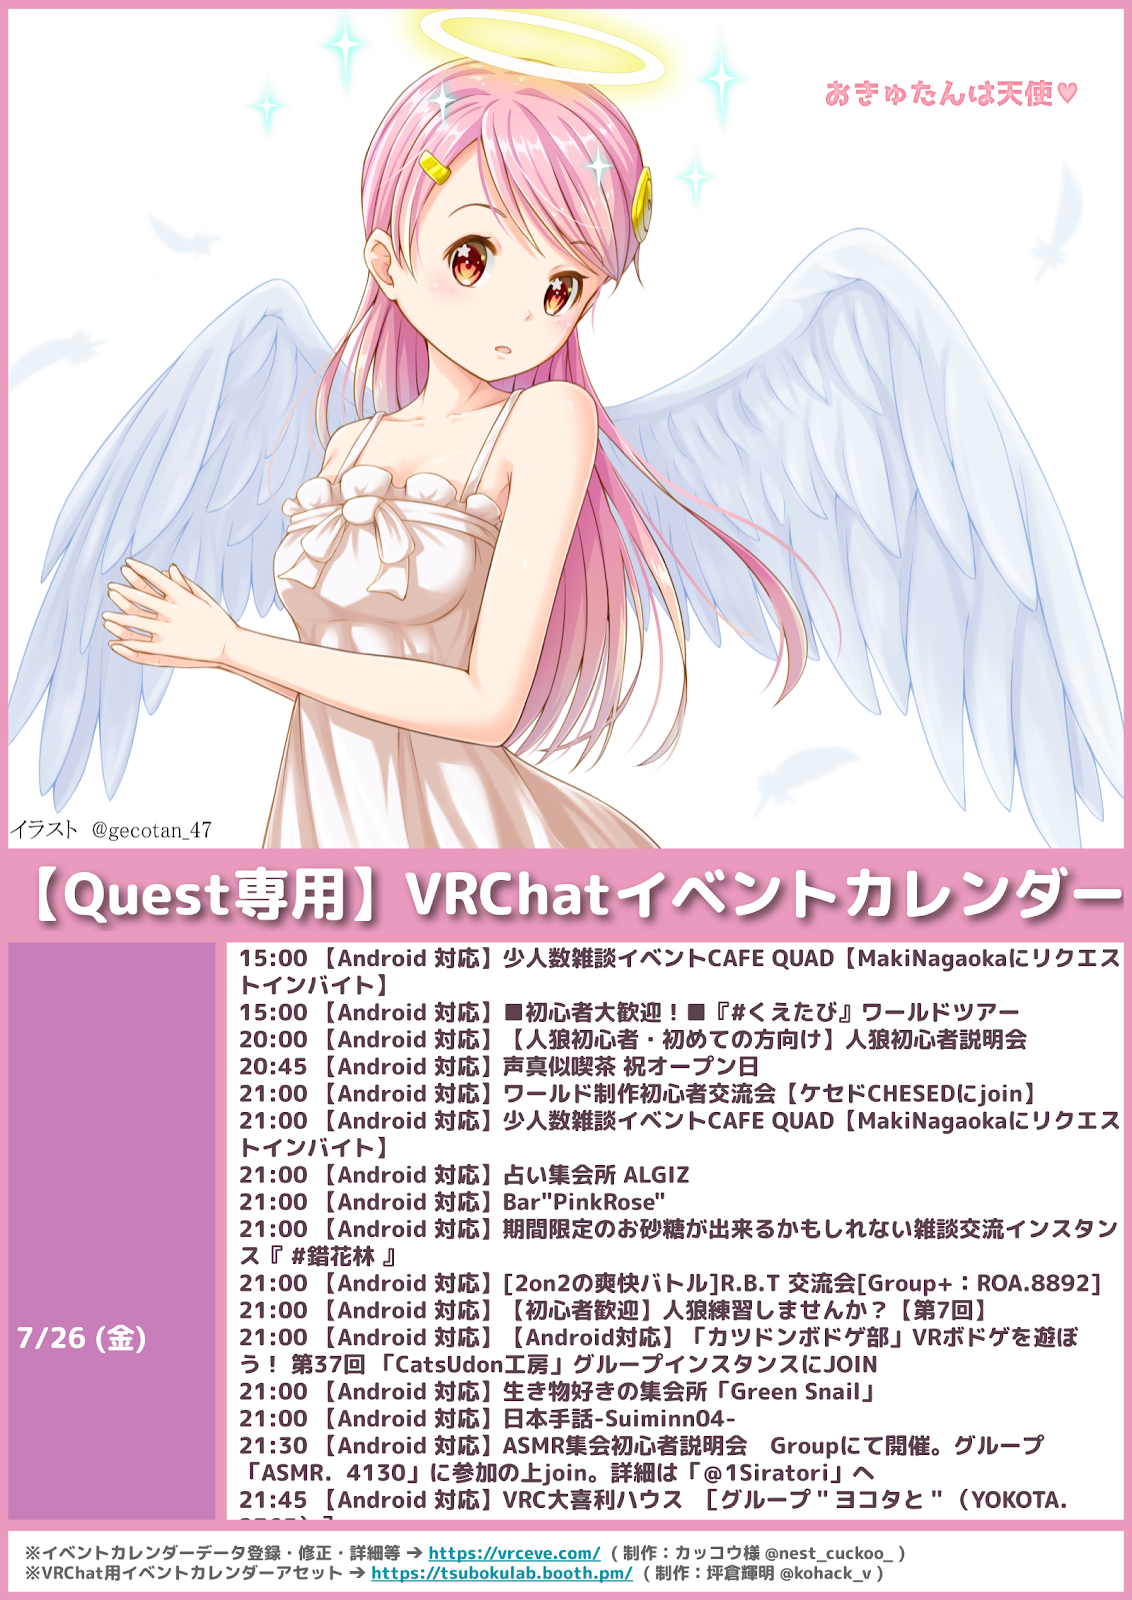 おきゅたんは天使♥
イラスト @gecotan_47
【Quest専用】VRChatイベントカレンダー
7/26 (金)
15:00 【Android 対応】少人数雑談イベントCAFE QUAD【MakiNagaokaにリクエス
トインバイト】
15:00 【Android 対応】■初心者大歓迎！■『#くえたび』ワールドツアー
20:00 【Android 対応】【人狼初心者・初めての方向け】人狼初心者説明会
20:45 【Android 対応】声真似喫茶 祝オープン日
21:00 【Android 対応】ワールド制作初心者交流会【ケセドCHESEDにjoin】
21:00 【Android 対応】少人数雑談イベントCAFE QUAD【MakiNagaokaにリクエス
トインバイト】
21:00 【Android 対応】占い集会所 ALGIZ
21:00 【Android 対応】Bar"PinkRose"
21:00 【Android 対応】期間限定のお砂糖が出来るかもしれない雑談交流インスタン
ス『 #錯花林 』
21:00 【Android 対応】[2on2の爽快バトル]R.B.T 交流会[Group+：ROA.8892]
21:00 【Android 対応】【初心者歓迎】人狼練習しませんか？【第7回】
21:00 【Android 対応】【Android対応】「カツドンボドゲ部」VRボドゲを遊ぼ
う！ 第37回 「CatsUdon工房」グループインスタンスにJOIN
21:00 【Android 対応】生き物好きの集会所「Green Snail」
21:00 【Android 対応】日本手話-Suiminn04-
21:30 【Android 対応】ASMR集会初心者説明会　Groupにて開催。グループ
「ASMR．4130」に参加の上join。詳細は「@1Siratori」へ
21:45 【Android 対応】VRC大喜利ハウス　［グループ＂ヨコタと＂（YOKOTA.
※イベントカレンダーデータ登録・修正・詳細等 ➔ https://vrceve.com/ （ 制作：カッコウ様 @nest_cuckoo_ ）
※VRChat用イベントカレンダーアセット ➔ https://tsubokulab.booth.pm/ （ 制作：坪倉輝明 @kohack_v ）